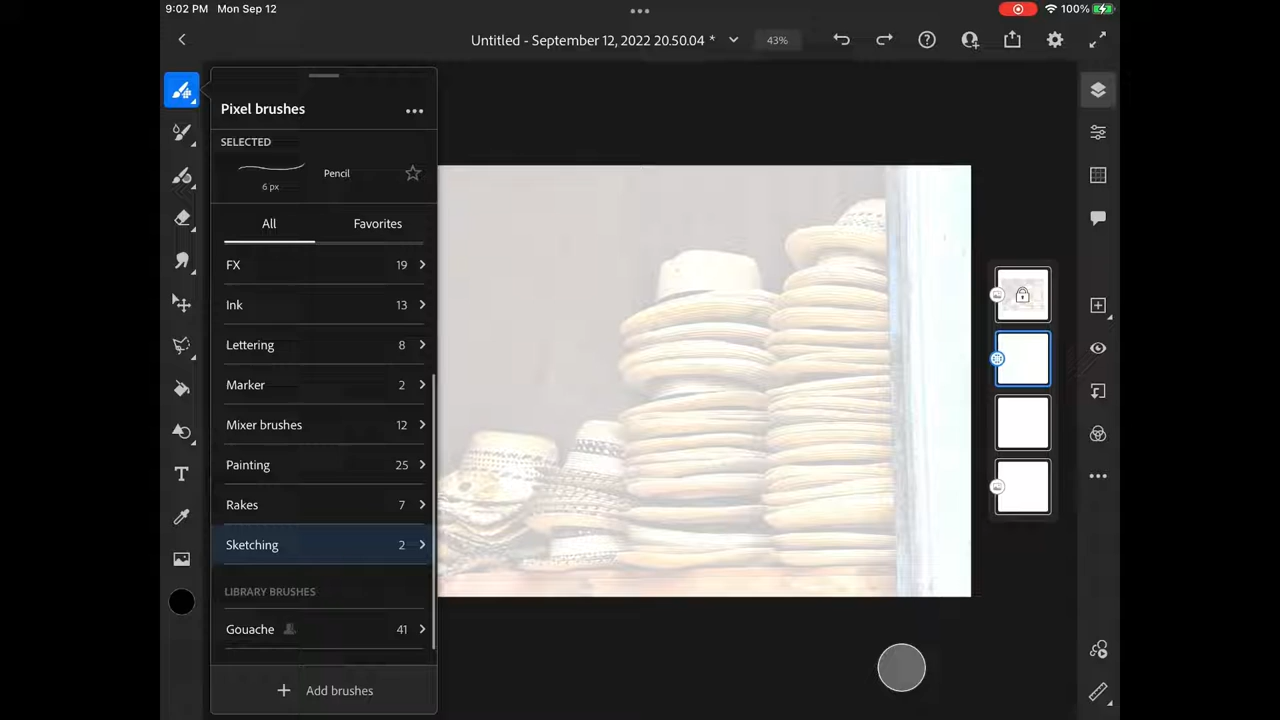 9:02 PM Mon Sep 12
100%
Untitled - September 12, 2022 20.50.04 *
43%
Pixel brushes
SELECTED
6 px
Pencil
All
Favorites
FX 19
Ink 13
Lettering 8
Marker 2
Mixer brushes 12
Painting 25
Rakes 7
Sketching 2
LIBRARY BRUSHES
Gouache 41
+ Add brushes